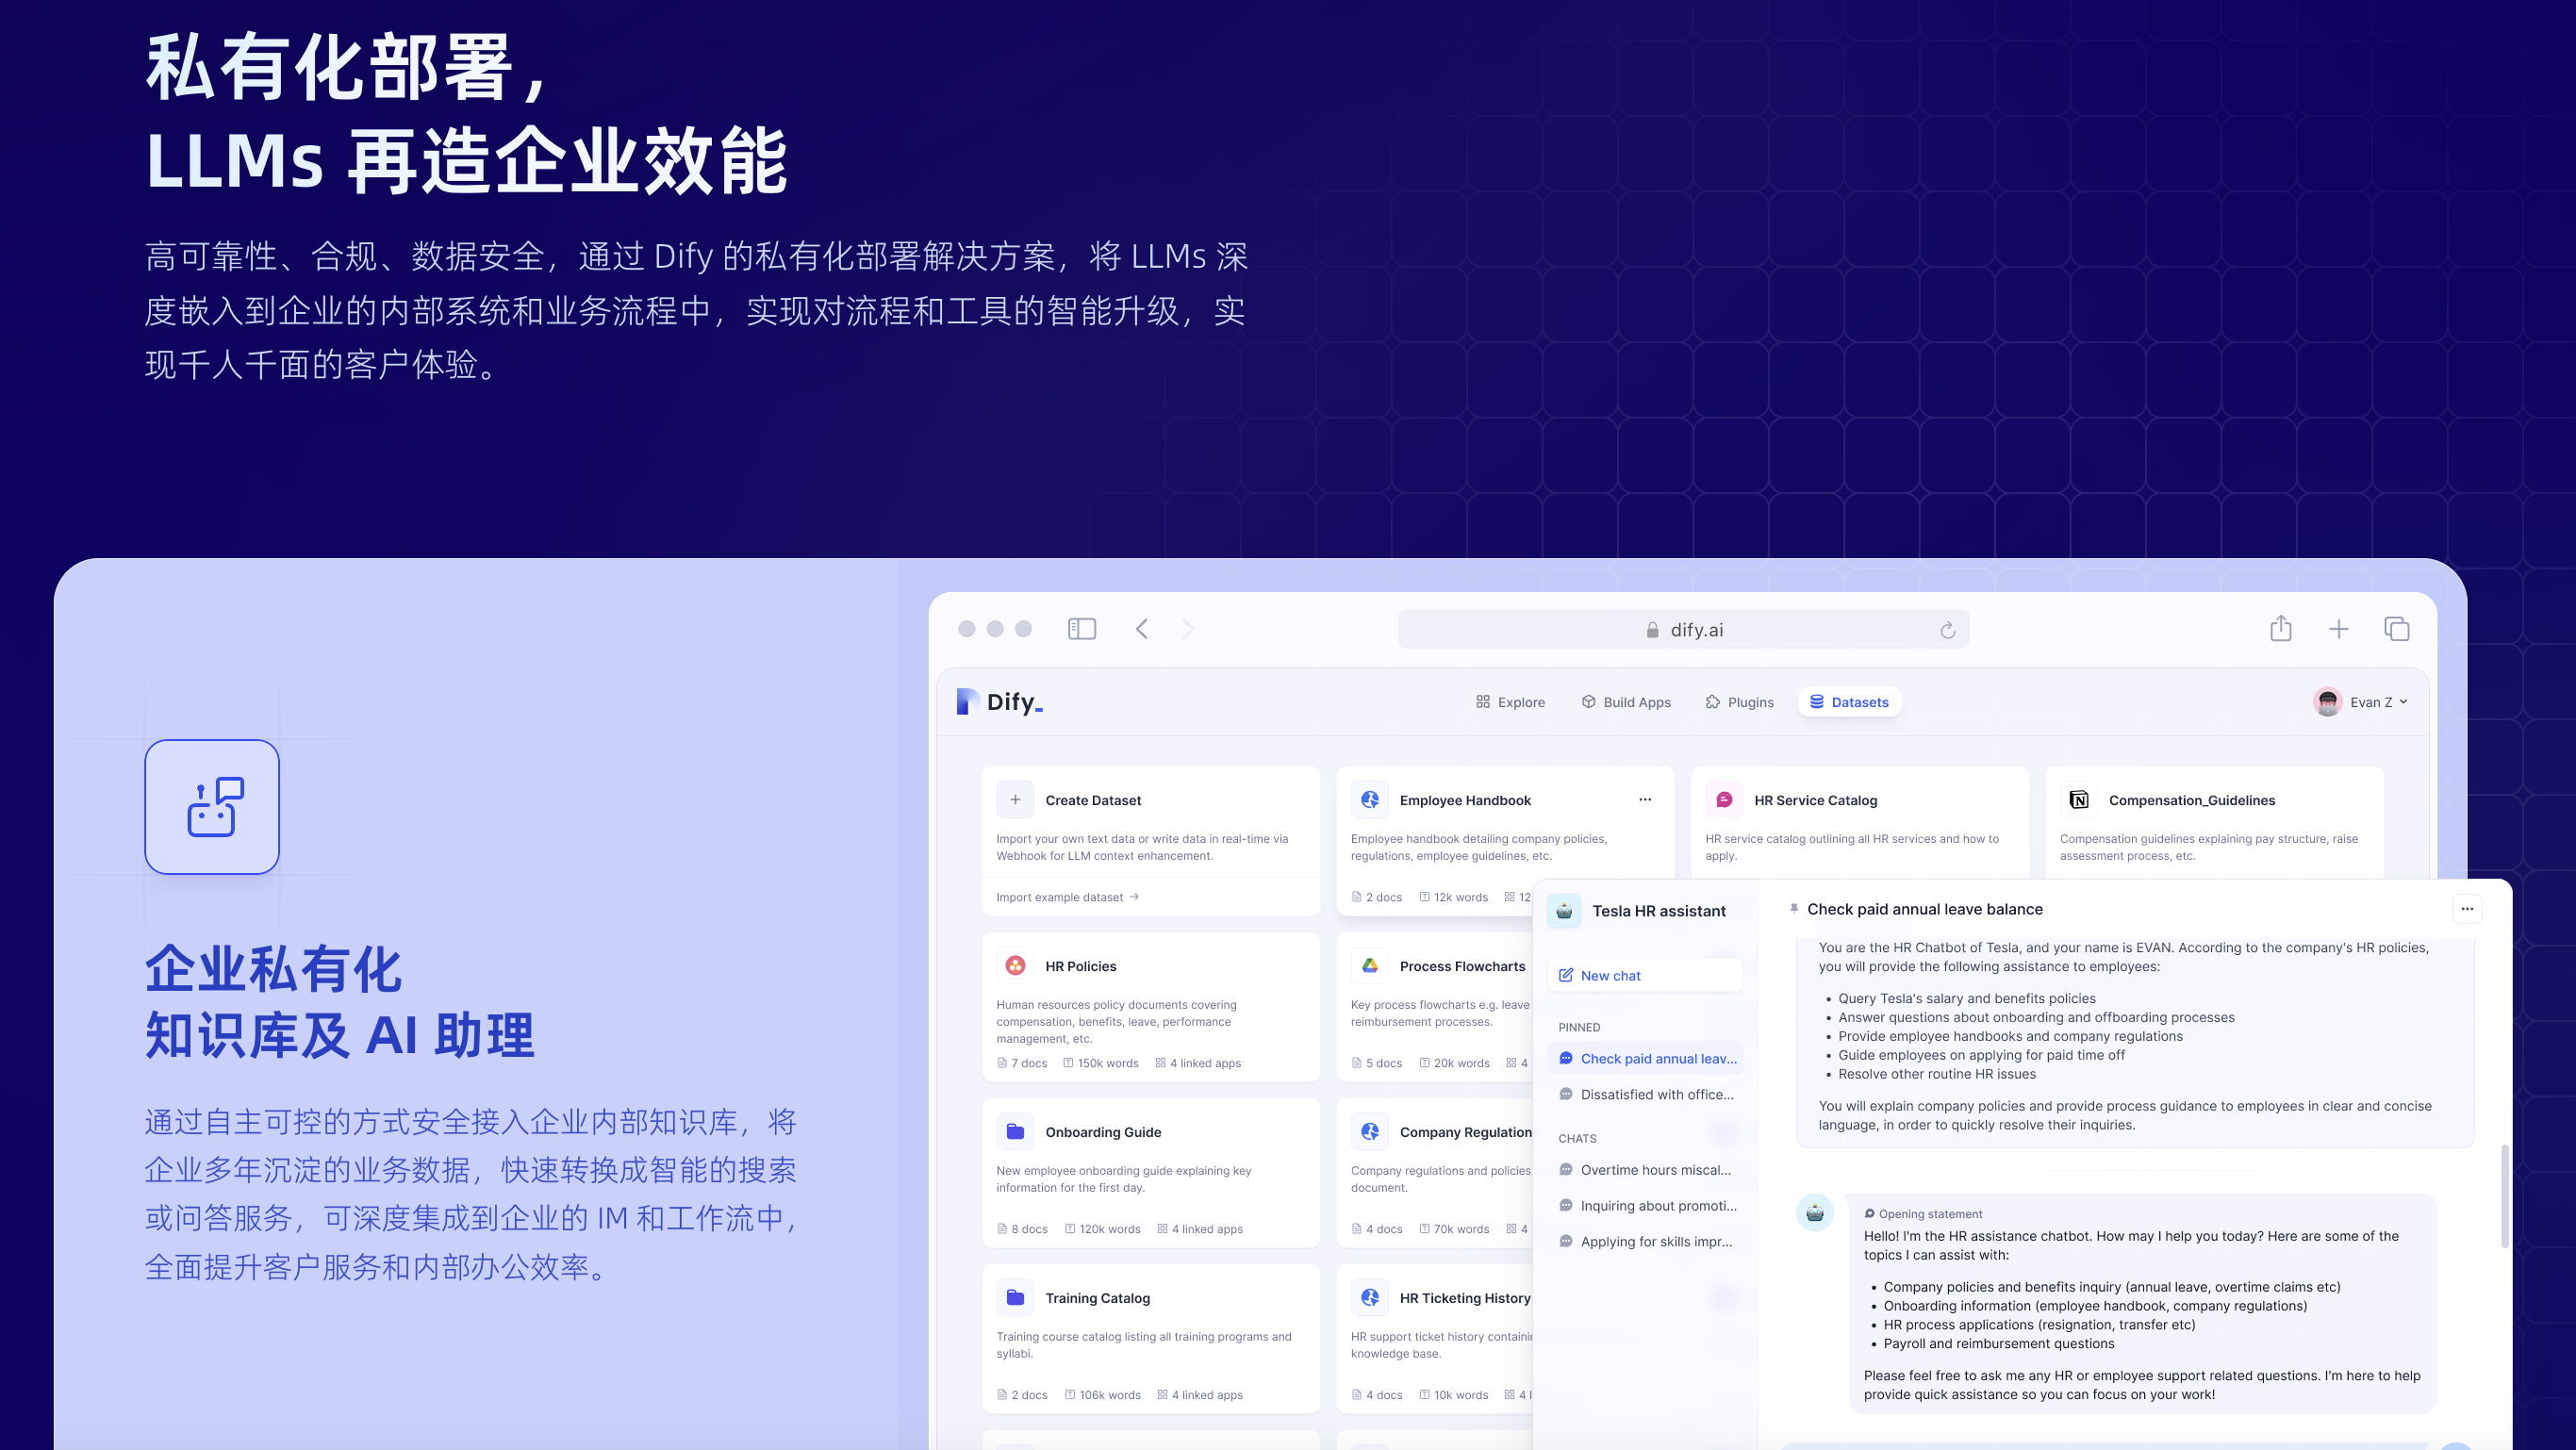 私有化部署，
LLMs 再造企业效能
高可靠性、合规、数据安全，通过 Dify 的私有化部署解决方案，将 LLMs 深
度嵌入到企业的内部系统和业务流程中，实现对流程和工具的智能升级，实
现千人千面的客户体验。
企业私有化
知识库及 AI 助理
通过自主可控的方式安全接入企业内部知识库，将
企业多年沉淀的业务数据，快速转换成智能的搜索
或问答服务，可深度集成到企业的 IM 和工作流中，
全面提升客户服务和内部办公效率。
dify.ai
Dify_
Explore
Build Apps
Plugins
Datasets
Evan Z
Create Dataset
Import your own text data or write data in real-time via
Webhook for LLM context enhancement.
Import example dataset →
Employee Handbook
Employee handbook detailing company policies,
regulations, employee guidelines, etc.
2 docs 12k words 12
HR Service Catalog
HR service catalog outlining all HR services and how to
apply.
Compensation_Guidelines
Compensation guidelines explaining pay structure, raise
assessment process, etc.
HR Policies
Human resources policy documents covering
compensation, benefits, leave, performance
management, etc.
7 docs 150k words 4 linked apps
Process Flowcharts
Key process flowcharts e.g. leave
reimbursement processes.
5 docs 20k words 4
Onboarding Guide
New employee onboarding guide explaining key
information for the first day.
8 docs 120k words 4 linked apps
Company Regulation
Company regulations and policies
document.
4 docs 70k words 4
Training Catalog
Training course catalog listing all training programs and
syllabi.
2 docs 106k words 4 linked apps
HR Ticketing History
HR support ticket history containi
knowledge base.
4 docs 10k words 4 l
Tesla HR assistant
New chat
PINNED
Check paid annual leav...
Dissatisfied with office...
CHATS
Overtime hours miscal...
Inquiring about promoti...
Applying for skills impr...
Check paid annual leave balance
You are the HR Chatbot of Tesla, and your name is EVAN. According to the company's HR policies,
you will provide the following assistance to employees:
• Query Tesla's salary and benefits policies
• Answer questions about onboarding and offboarding processes
• Provide employee handbooks and company regulations
• Guide employees on applying for paid time off
• Resolve other routine HR issues
You will explain company policies and provide process guidance to employees in clear and concise
language, in order to quickly resolve their inquiries.
Opening statement
Hello! I'm the HR assistance chatbot. How may I help you today? Here are some of the
topics I can assist with:
• Company policies and benefits inquiry (annual leave, overtime claims etc)
• Onboarding information (employee handbook, company regulations)
• HR process applications (resignation, transfer etc)
• Payroll and reimbursement questions
Please feel free to ask me any HR or employee support related questions. I'm here to help
provide quick assistance so you can focus on your work!